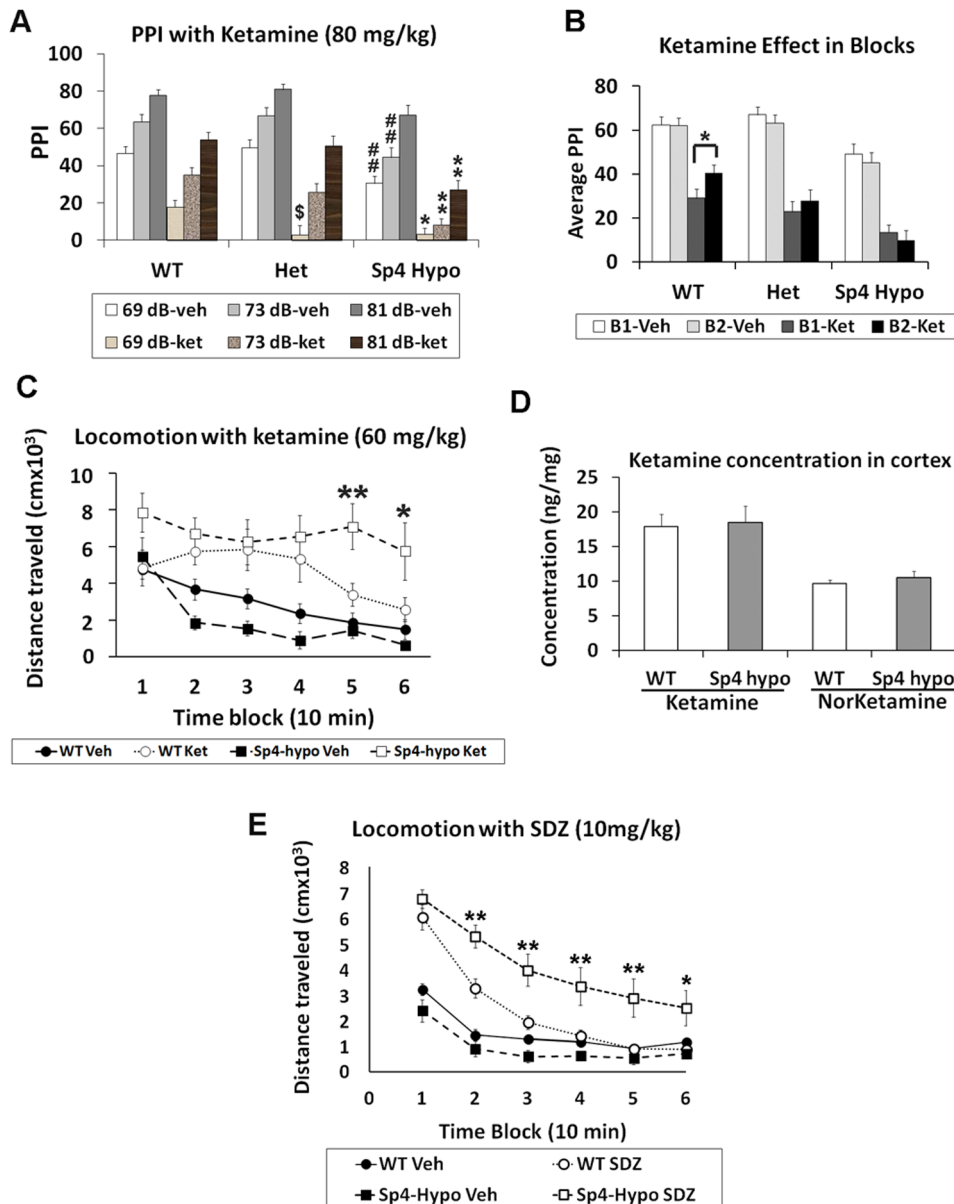 A
PPI with Ketamine (80 mg/kg)
100
80
60
40
20
0
PPI
##
##
$
*
**
**
WT Het Sp4 Hypo
69 dB-veh 73 dB-veh 81 dB-veh
69 dB-ket 73 dB-ket 81 dB-ket
B
Ketamine Effect in Blocks
80
60
40
20
0
Average PPI
*
WT Het Sp4 Hypo
B1-Veh B2-Veh B1-Ket B2-Ket
C
Locomotion with ketamine (60 mg/kg)
10
8
6
4
2
0
Distance traveld (cmx10³)
** *
1 2 3 4 5 6
Time block (10 min)
WT Veh WT Ket Sp4-hypo Veh Sp4-hypo Ket
D
Ketamine concentration in cortex
25
20
15
10
5
0
Concentration (ng/mg)
WT Sp4 hypo WT Sp4 hypo
Ketamine NorKetamine
E
Locomotion with SDZ (10mg/kg)
8
7
6
5
4
3
2
1
0
Distance traveled (cmx10³)
** ** ** ** *
0 1 2 3 4 5 6
Time Block (10 min)
WT Veh WT SDZ
Sp4-Hypo Veh Sp4-Hypo SDZ